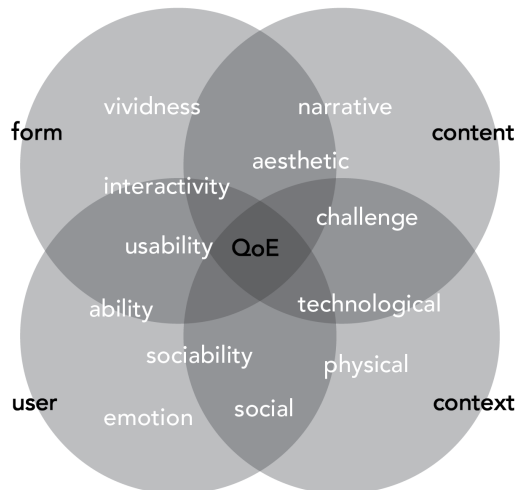 vividness
narrative
form
content
aesthetic
interactivity
challenge
usability
QoE
ability
technological
sociability
physical
user
context
emotion
social